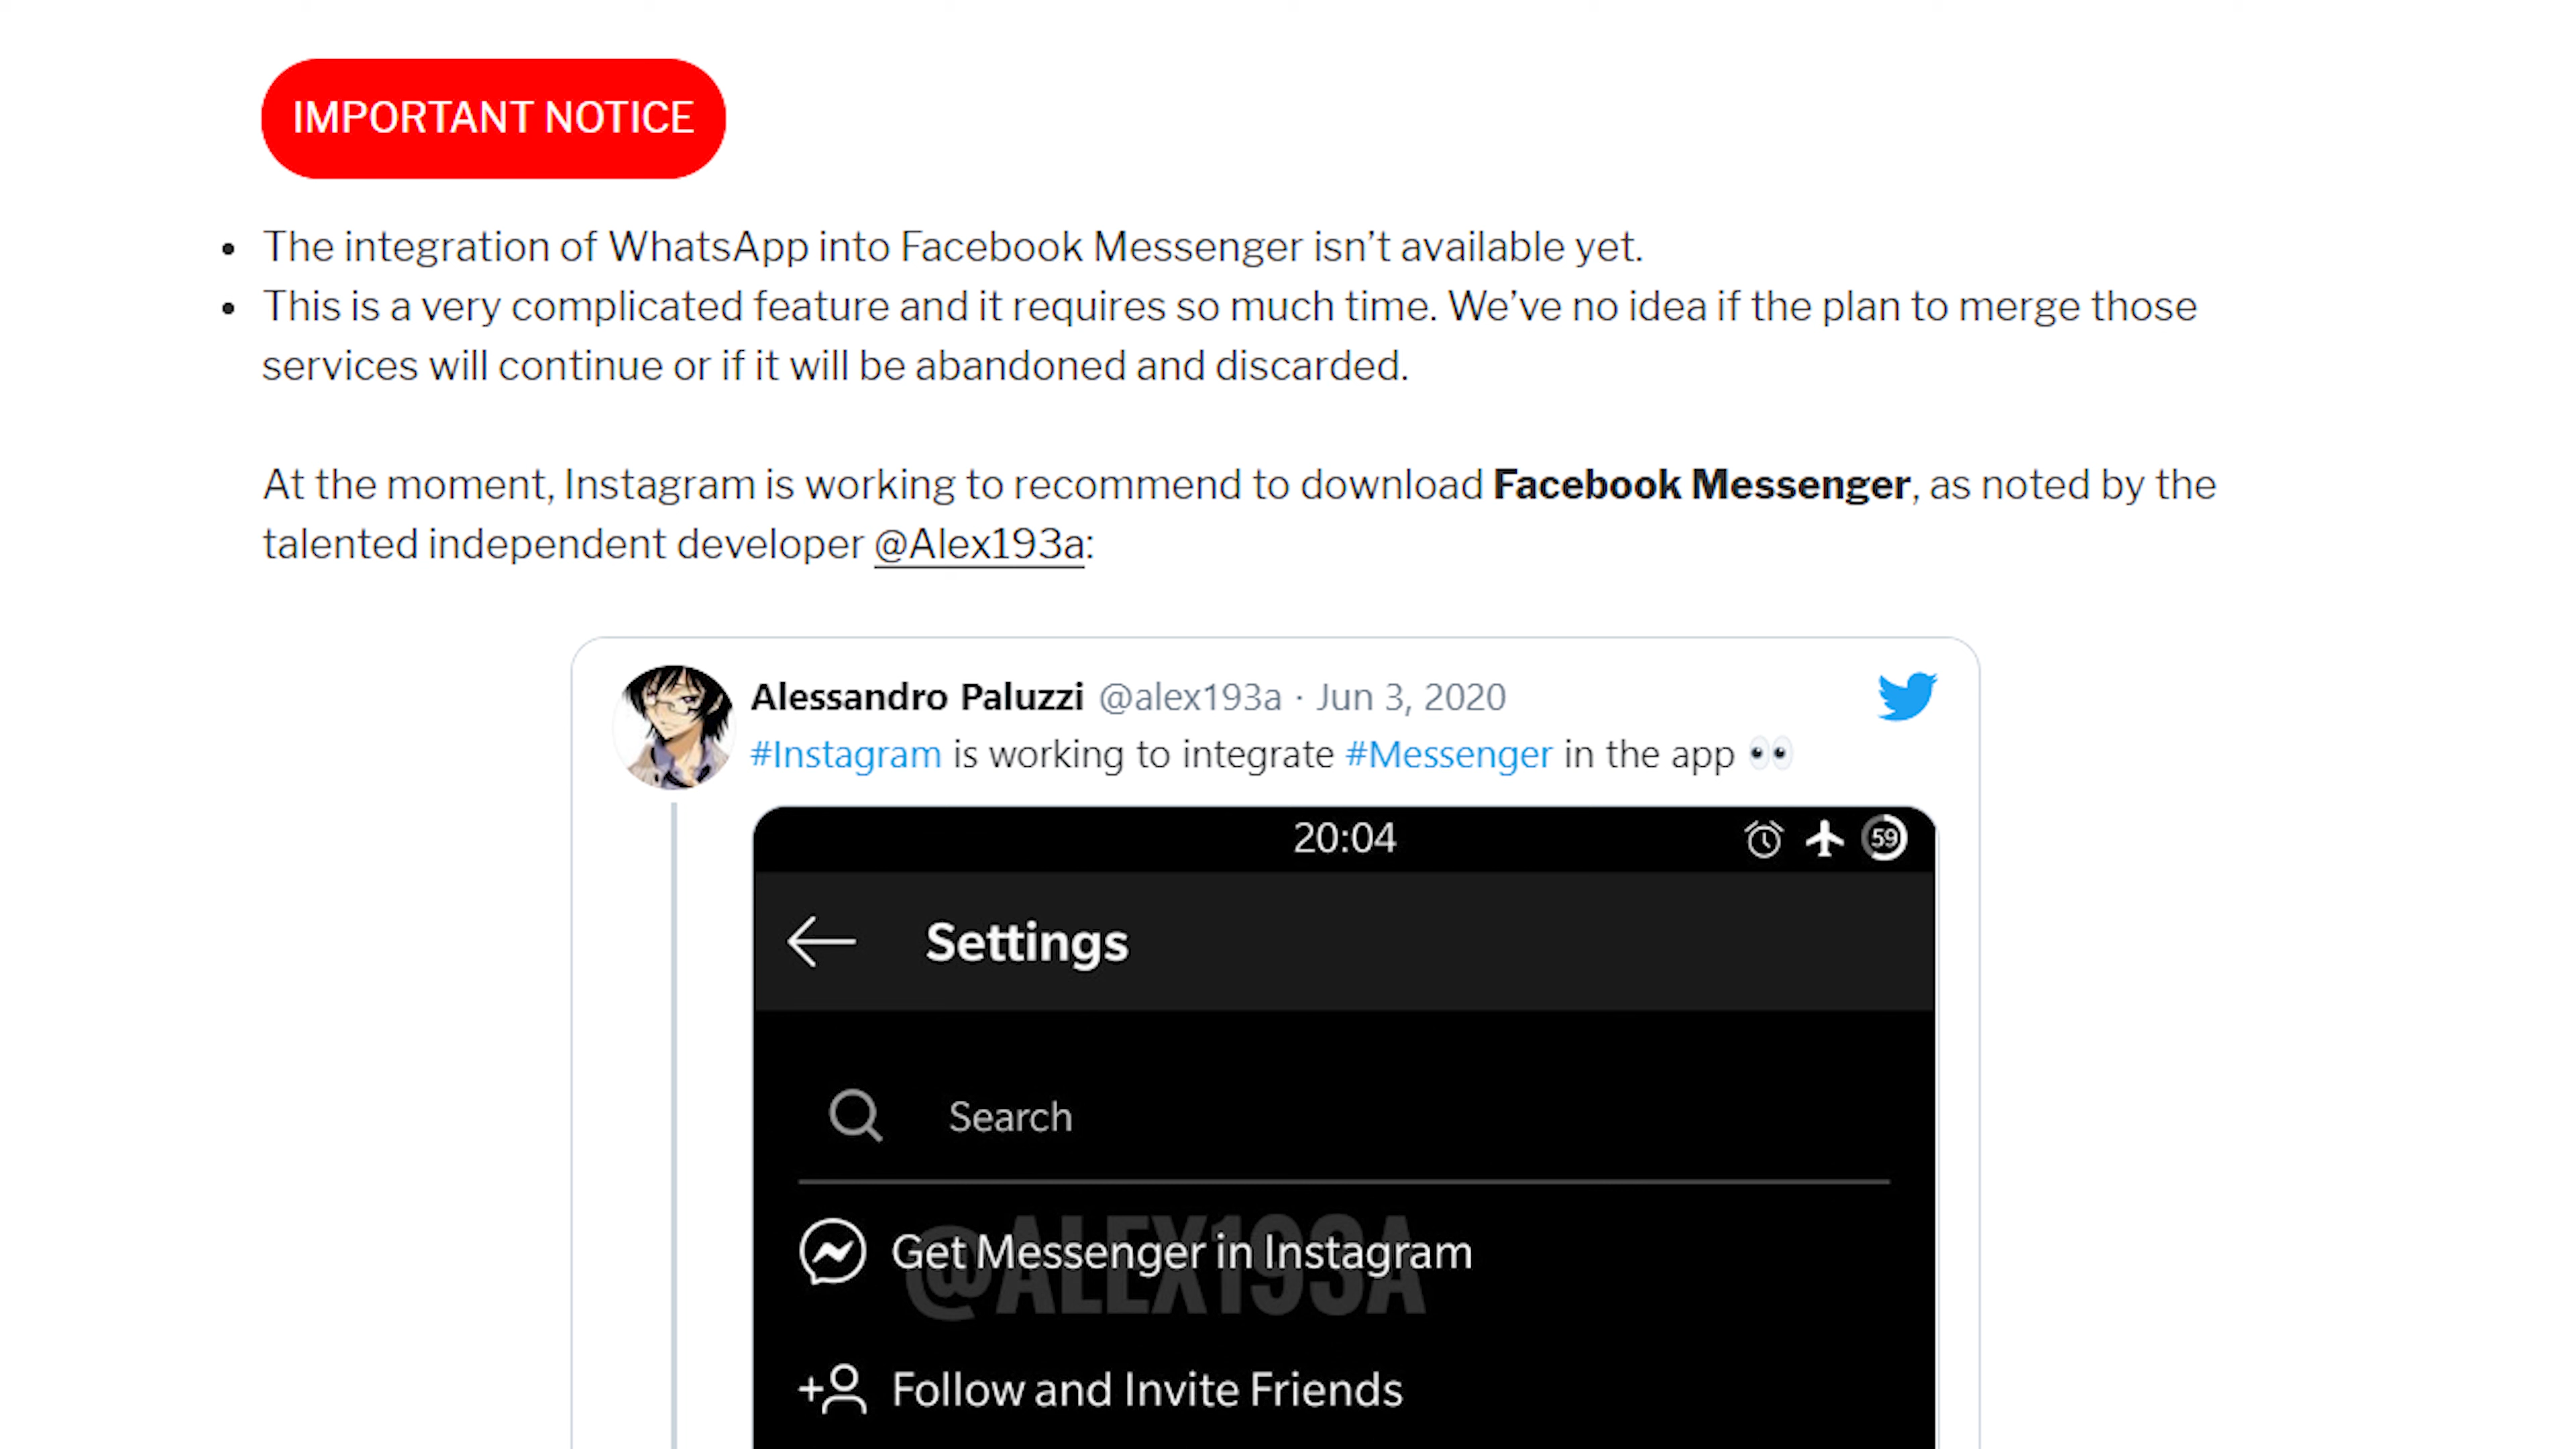 IMPORTANT NOTICE
• The integration of WhatsApp into Facebook Messenger isn’t available yet.
• This is a very complicated feature and it requires so much time. We’ve no idea if the plan to merge those
services will continue or if it will be abandoned and discarded.
At the moment, Instagram is working to recommend to download Facebook Messenger, as noted by the
talented independent developer @Alex193a:
Alessandro Paluzzi @alex193a · Jun 3, 2020
#Instagram is working to integrate #Messenger in the app 👀
20:04 59
Settings
Search
Get Messenger in Instagram
@ALEX193A
Follow and Invite Friends